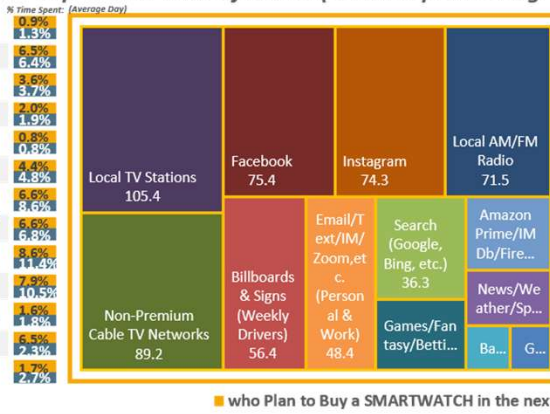 % Time Spent: (Average Day)
0.9%
1.3%
6.5%
6.4%
3.6%
3.7%
2.0%
1.9%
0.8%
0.8%
4.4%
4.8%
6.6%
8.6%
6.6%
6.8%
8.6%
11.4%
7.9%
10.5%
1.6%
1.8%
6.5%
2.3%
1.7%
2.7%
Local TV Stations
105.4
Facebook
75.4
Instagram
74.3
Local AM/FM
Radio
71.5
Non-Premium
Cable TV Networks
89.2
Billboards
& Signs
(Weekly
Drivers)
56.4
Email/T
ext/IM/
Zoom,et
c.
(Person
al &
Work)
48.4
Search
(Google,
Bing, etc.)
36.3
Games/Fan
tasy/Betti...
Amazon
Prime/IM
Db/Fire...
News/We
ather/Sp...
Ba...
G...
who Plan to Buy a SMARTWATCH in the nex